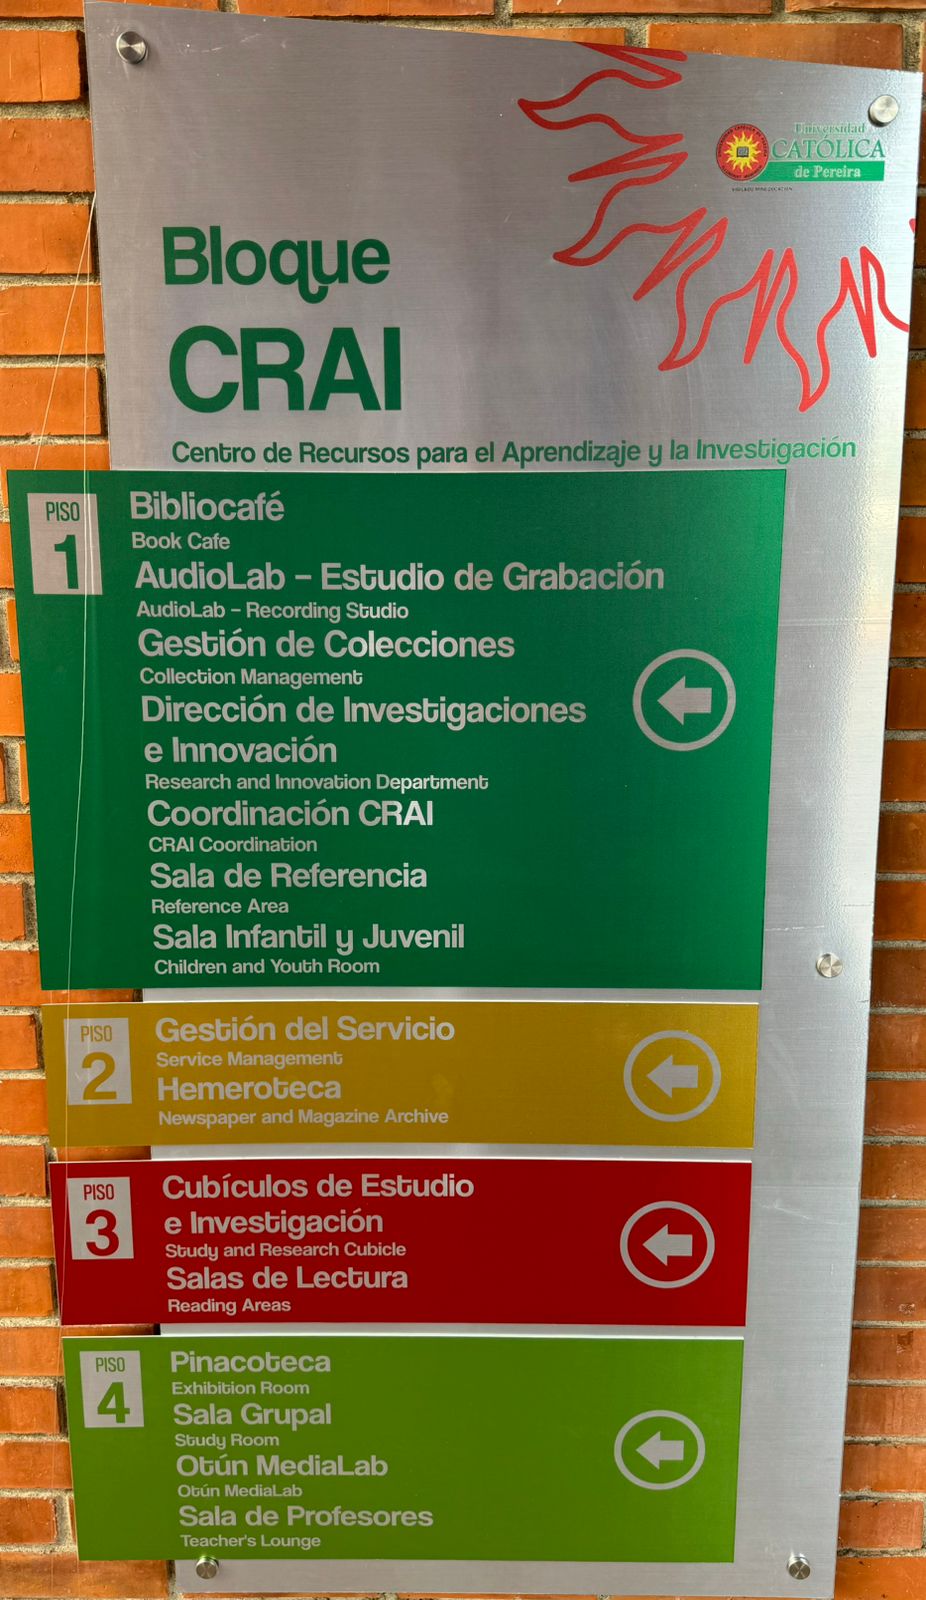 Universidad
CATÓLICA
de Pereira
VIGILADO MINEDUCACIÓN
Bloque
CRAI
Centro de Recursos para el Aprendizaje y la Investigación
PISO
1
Bibliocafé
Book Cafe
AudioLab – Estudio de Grabación
AudioLab – Recording Studio
Gestión de Colecciones
Collection Management
Dirección de Investigaciones
e Innovación
Research and Innovation Department
Coordinación CRAI
CRAI Coordination
Sala de Referencia
Reference Area
Sala Infantil y Juvenil
Children and Youth Room
PISO
2
Gestión del Servicio
Service Management
Hemeroteca
Newspaper and Magazine Archive
PISO
3
Cubículos de Estudio
e Investigación
Study and Research Cubicle
Salas de Lectura
Reading Areas
PISO
4
Pinacoteca
Exhibition Room
Sala Grupal
Study Room
Otún MediaLab
Otún MediaLab
Sala de Profesores
Teacher's Lounge